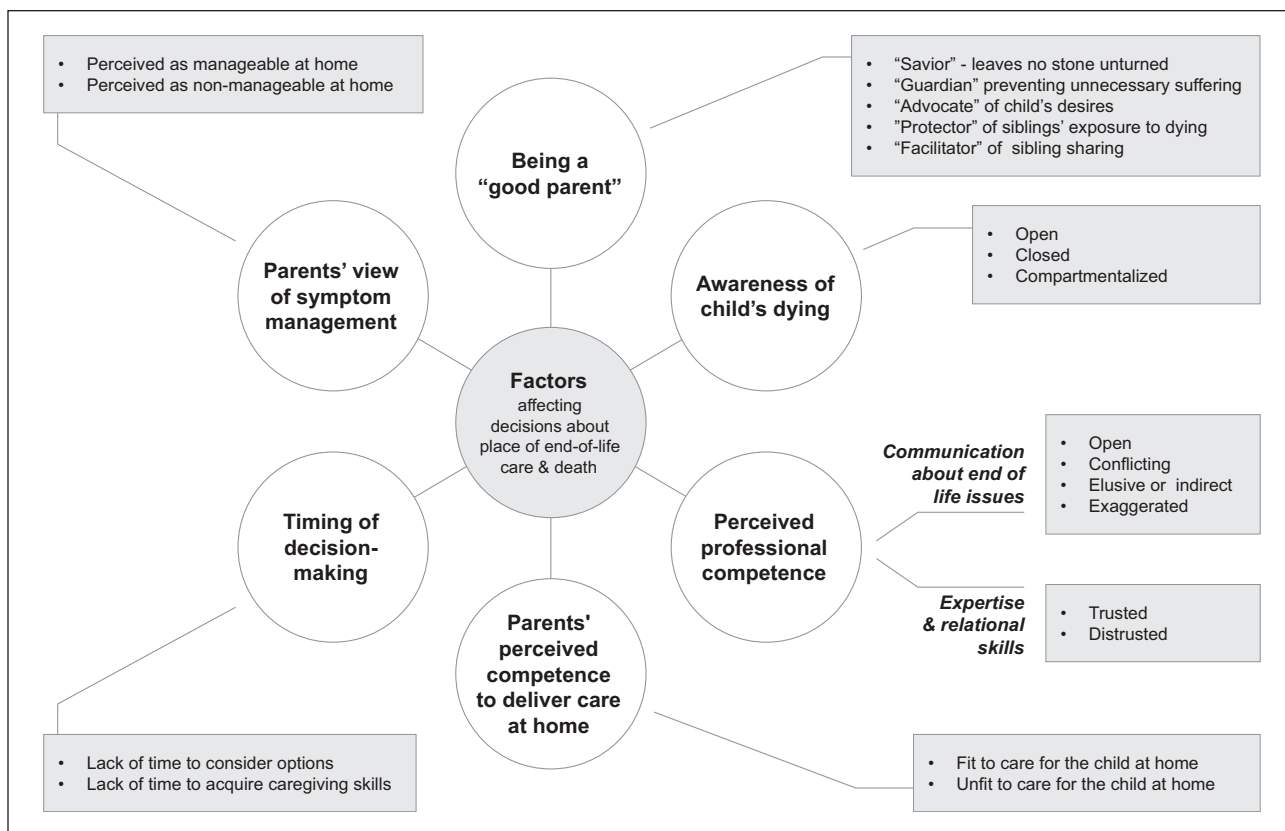 • Perceived as manageable at home
• Perceived as non-manageable at home
• “Savior” - leaves no stone unturned
• “Guardian” preventing unnecessary suffering
• “Advocate” of child’s desires
• ”Protector” of siblings’ exposure to dying
• “Facilitator” of sibling sharing
Being a
“good parent”
Parents’ view
of symptom
management
Awareness of
child’s dying
• Open
• Closed
• Compartmentalized
Factors
affecting
decisions about
place of end-of-life
care & death
Timing of
decision-
making
Perceived
professional
competence
Communication
about end of
life issues
• Open
• Conflicting
• Elusive or indirect
• Exaggerated
Expertise
& relational
skills
• Trusted
• Distrusted
Parents'
perceived
competence
to deliver care
at home
• Lack of time to consider options
• Lack of time to acquire caregiving skills
• Fit to care for the child at home
• Unfit to care for the child at home